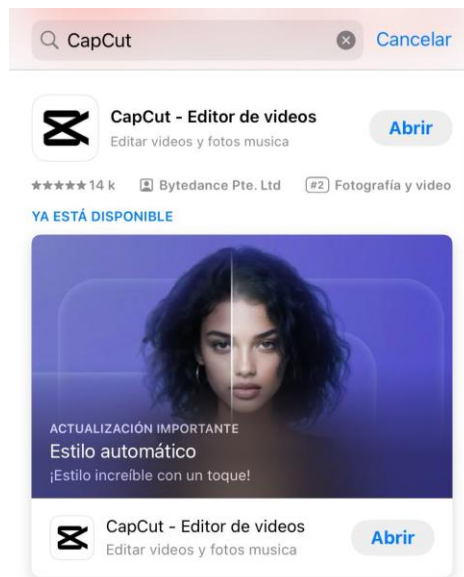 CapCut
Cancelar
CapCut - Editor de videos
Editar videos y fotos musica
Abrir
★★★★★ 14 k Bytedance Pte. Ltd #2 Fotografía y video
YA ESTÁ DISPONIBLE
ACTUALIZACIÓN IMPORTANTE
Estilo automático
¡Estilo increíble con un toque!
CapCut - Editor de videos
Editar videos y fotos musica
Abrir